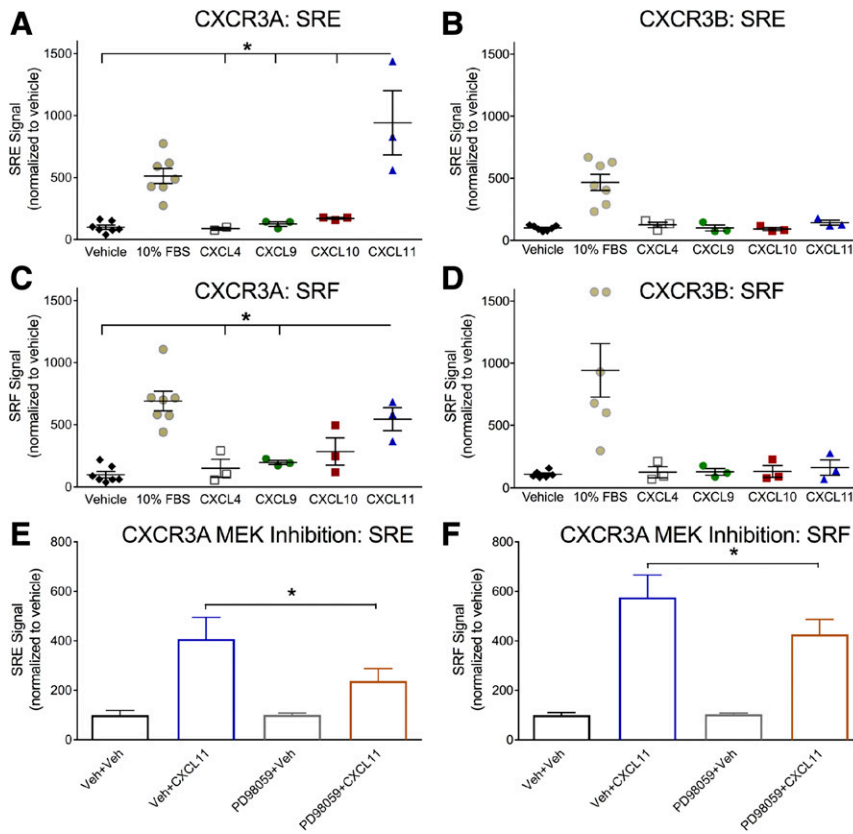 A
CXCR3A: SRE
SRE Signal
(normalized to vehicle)
1500
1000
500
0
*
Vehicle 10% FBS CXCL4 CXCL9 CXCL10 CXCL11
B
CXCR3B: SRE
SRE Signal
(normalized to vehicle)
1500
1000
500
0
Vehicle 10% FBS CXCL4 CXCL9 CXCL10 CXCL11
C
CXCR3A: SRF
SRF Signal
(normalized to vehicle)
1500
1000
500
0
*
Vehicle 10% FBS CXCL4 CXCL9 CXCL10 CXCL11
D
CXCR3B: SRF
SRF Signal
(normalized to vehicle)
1500
1000
500
0
Vehicle 10% FBS CXCL4 CXCL9 CXCL10 CXCL11
E
CXCR3A MEK Inhibition: SRE
SRE Signal
(normalized to vehicle)
800
600
400
200
0
*
Veh+Veh
Veh+CXCL11
PD98059+Veh
PD98059+CXCL11
F
CXCR3A MEK Inhibition: SRF
SRF Signal
(normalized to vehicle)
800
600
400
200
0
*
Veh+Veh
Veh+CXCL11
PD98059+Veh
PD98059+CXCL11